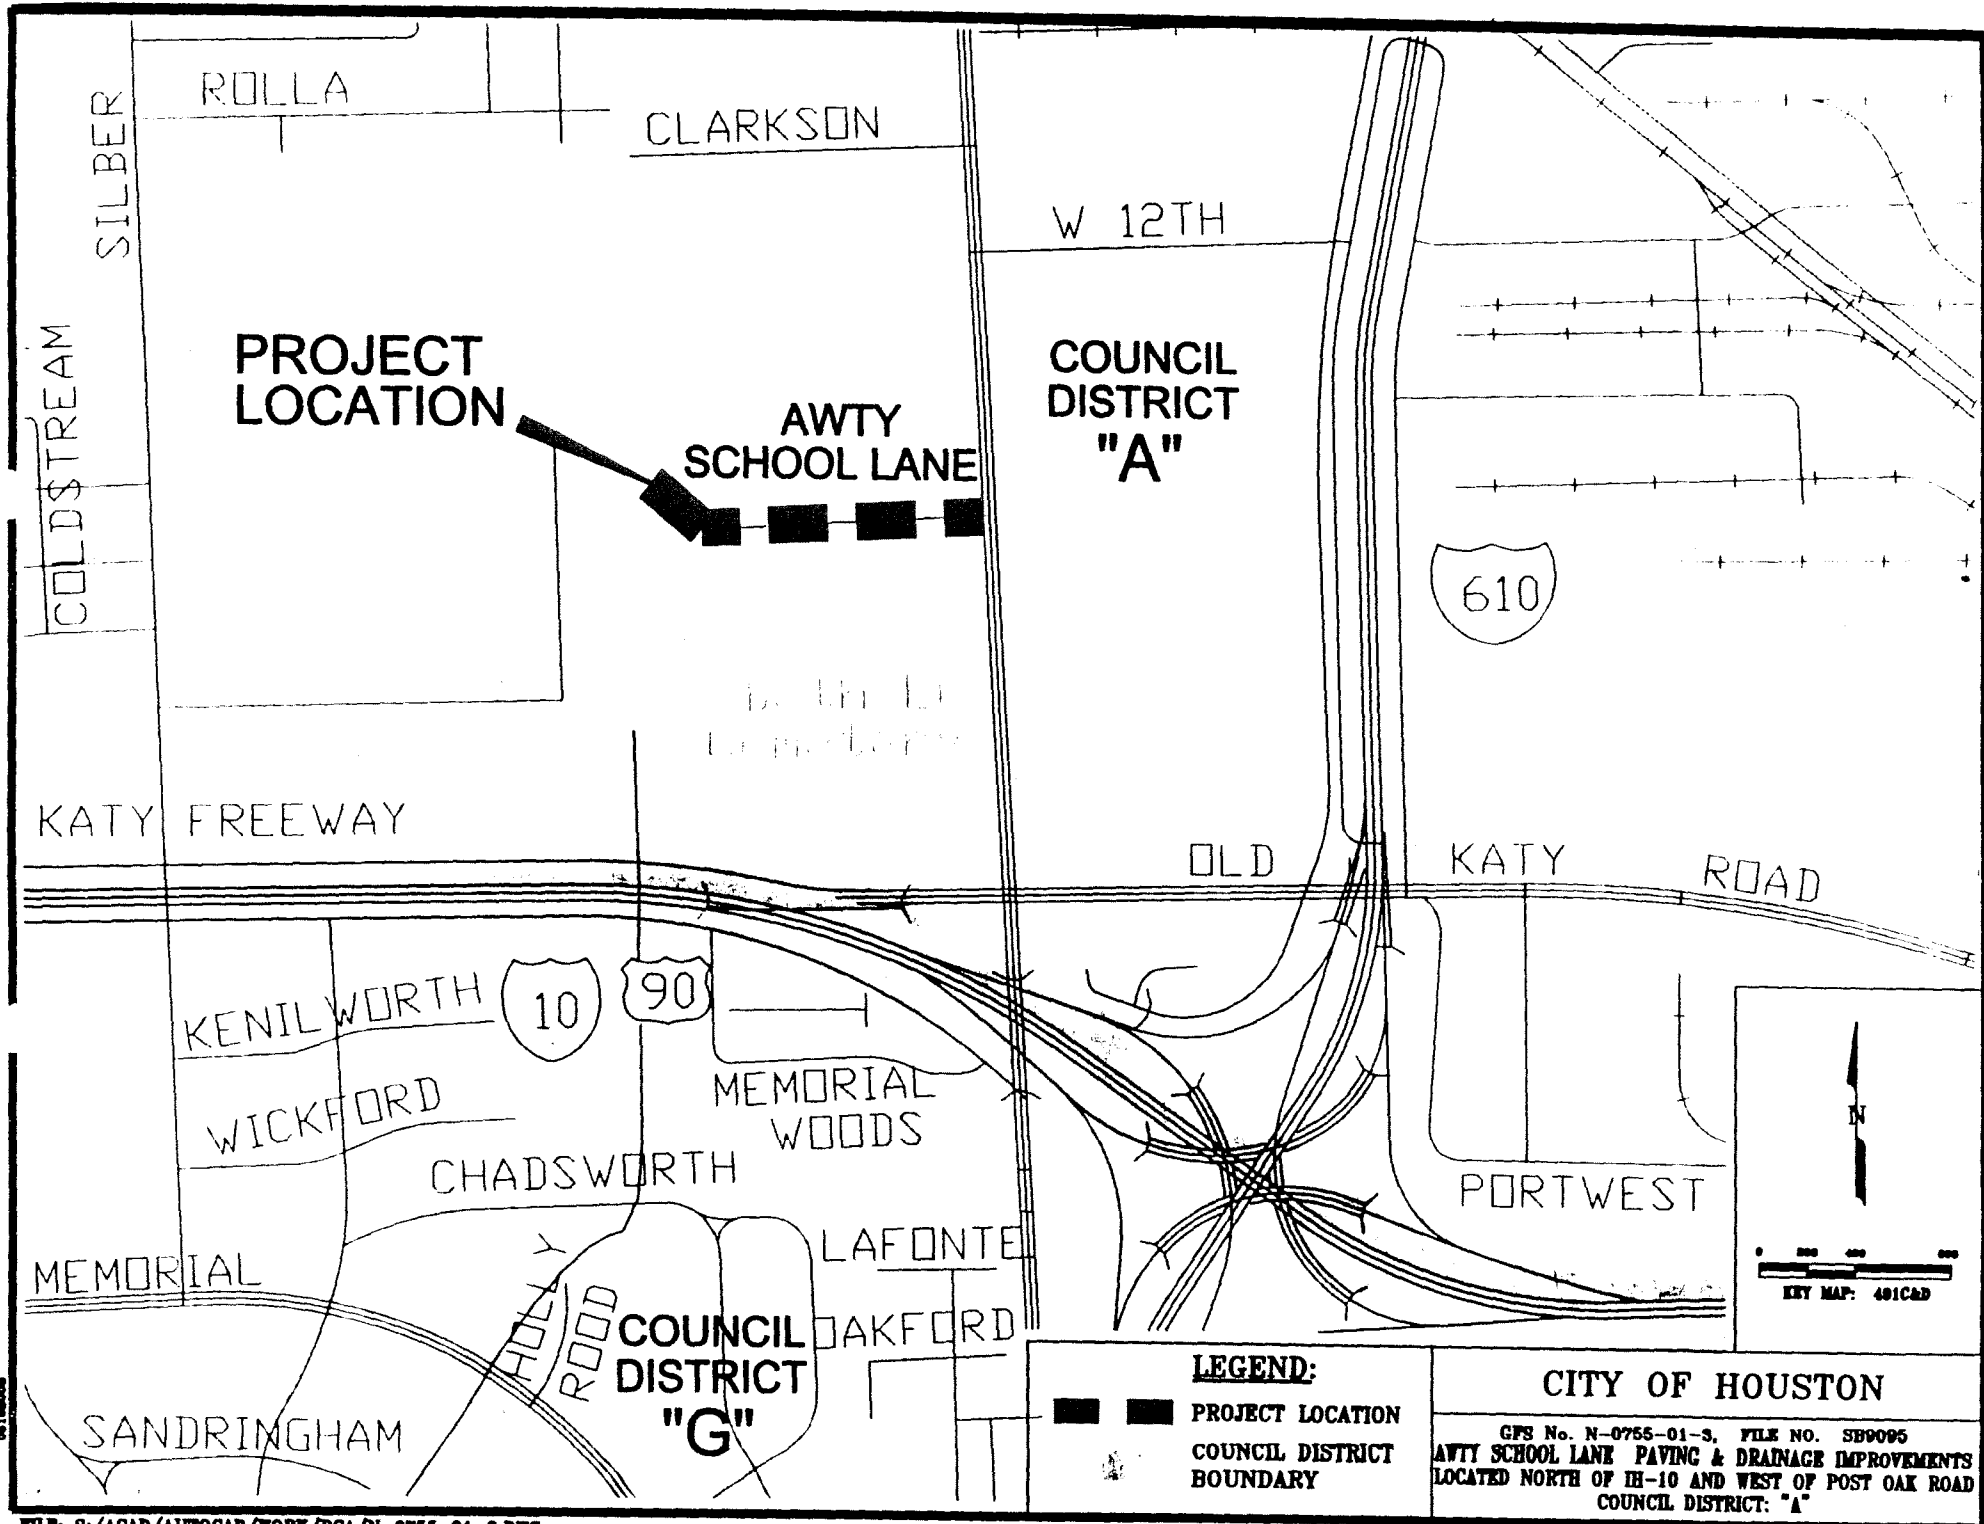 ROLLA
CLARKSON
SILBER
W 12TH
PROJECT
LOCATION
COUNCIL
DISTRICT
"A"
AWTY
SCHOOL LANE
COLDSTREAM
610
KATY FREEWAY
OLD KATY ROAD
KENILWORTH
10
90
WICKFORD
MEMORIAL
WOODS
CHADSWORTH
N
PORTWEST
LAFONTE
MEMORIAL
HOLLY
ROOD
COUNCIL
DISTRICT
"G"
OAKFORD
SANDRINGHAM
KEY MAP: 491C&D
LEGEND:
PROJECT LOCATION
COUNCIL DISTRICT
BOUNDARY
CITY OF HOUSTON
GFS No. N-0755-01-3, FILE NO. SB9095
AWTY SCHOOL LANE PAVING & DRAINAGE IMPROVEMENTS
LOCATED NORTH OF IH-10 AND WEST OF POST OAK ROAD
COUNCIL DISTRICT: "A"